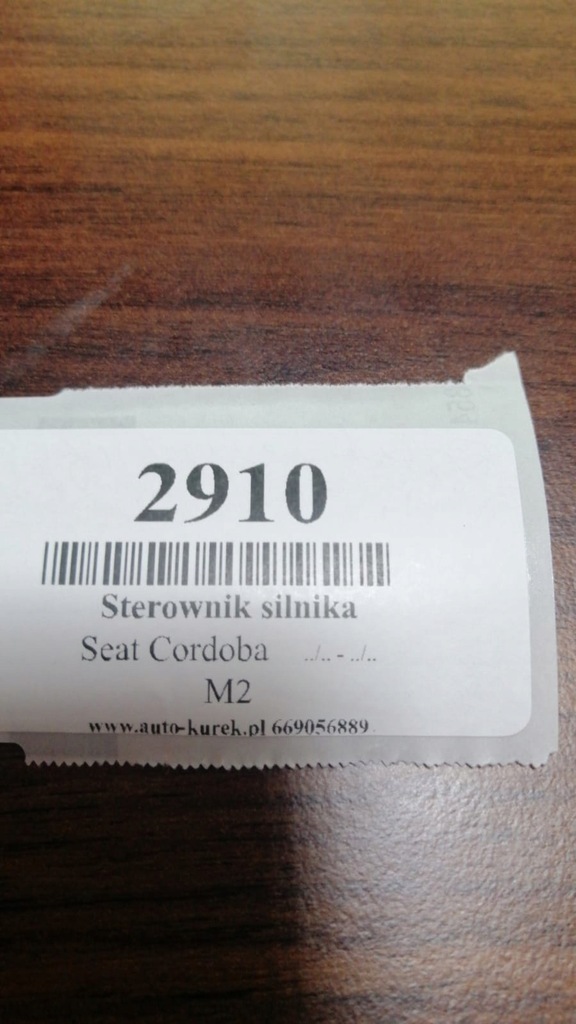 2910
Sterownik silnika
Seat Cordoba ../.. - ../..
M2
www.auto-kurek.pl 669056889